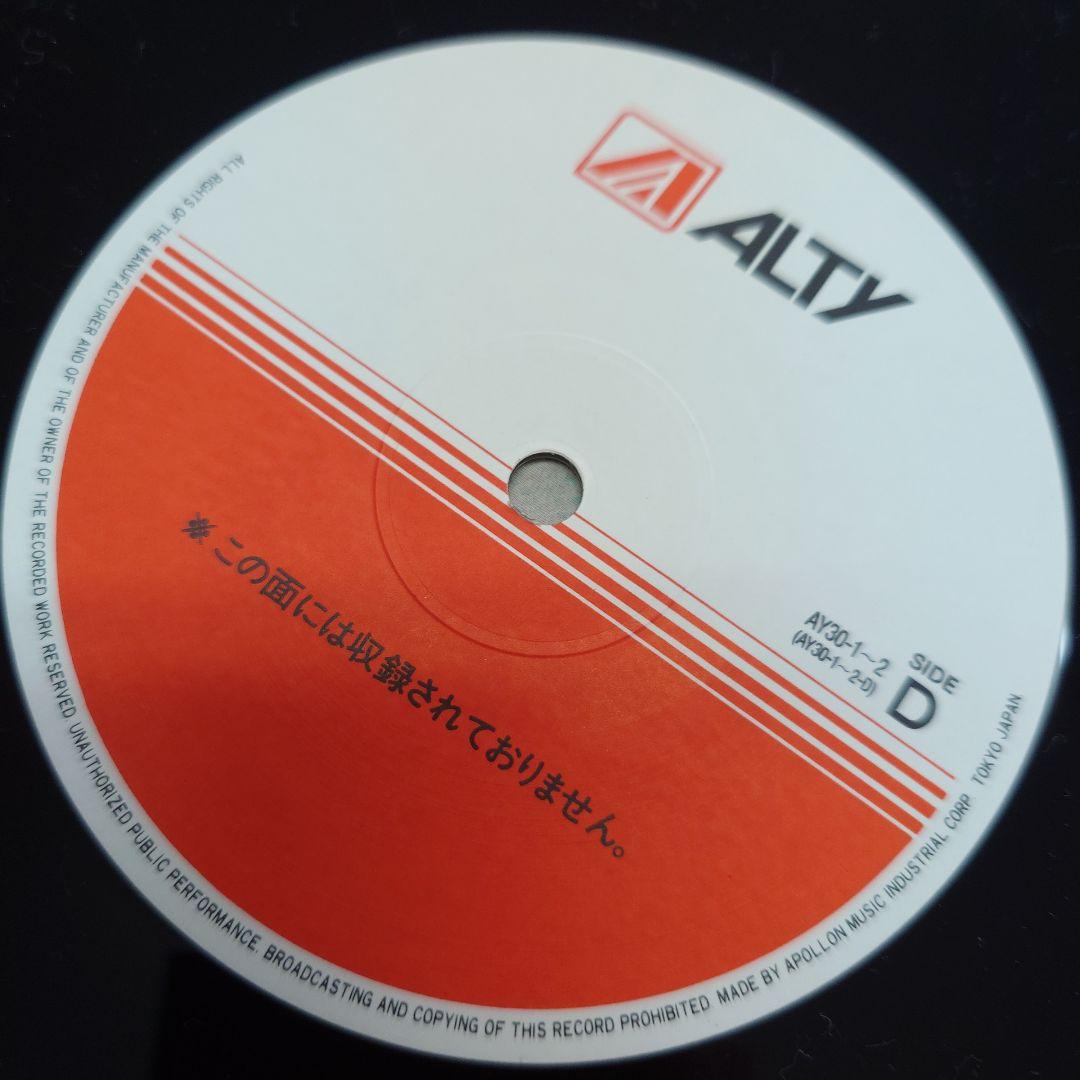 ALTY
AY30-1～2
(AY30-1～2-D)
SIDE
D
※この面には収録されておりません。
ALL RIGHTS OF THE MANUFACTURER AND OF THE OWNER OF THE RECORDED WORK RESERVED. UNAUTHORIZED PUBLIC PERFORMANCE. BROADCASTING AND COPYING OF THIS RECORD PROHIBITED MADE BY APOLLON MUSIC INDUSTRIAL CORP. TOKYO JAPAN